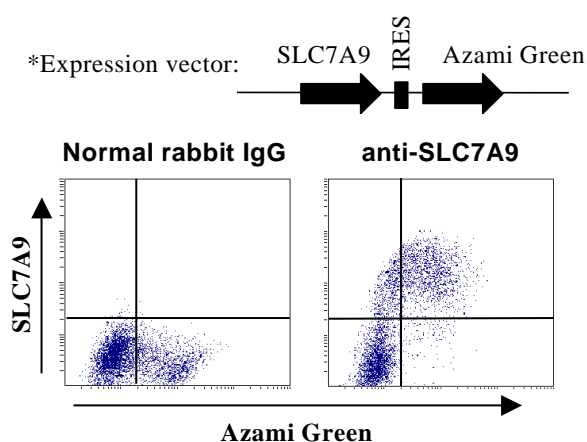 *Expression vector:
SLC7A9
IRES
Azami Green
Normal rabbit IgG
anti-SLC7A9
SLC7A9
Azami Green